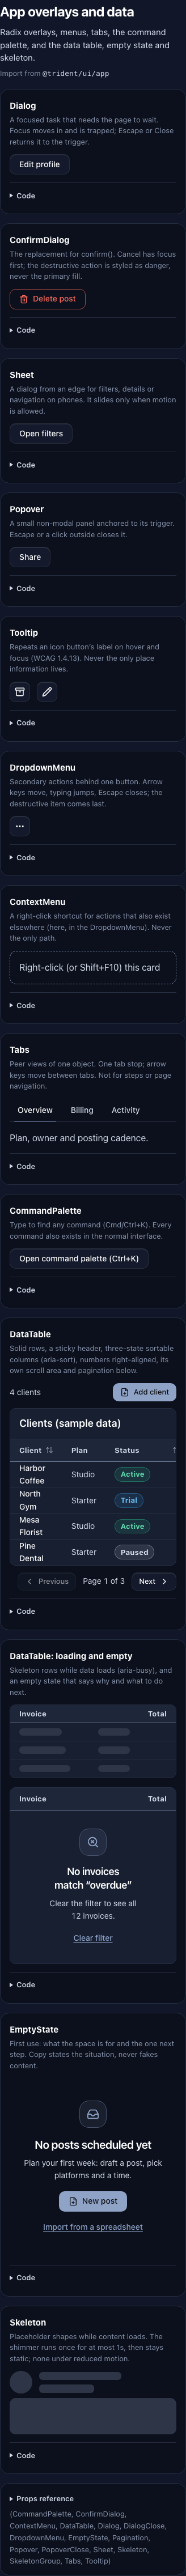 App overlays and data
Radix overlays, menus, tabs, the command
palette, and the data table, empty state and
skeleton.
Import from @trident/ui/app
Dialog
A focused task that needs the page to wait.
Focus moves in and is trapped; Escape or Close
returns it to the trigger.
Edit profile
Code
ConfirmDialog
The replacement for confirm(). Cancel has focus
first; the destructive action is styled as danger,
never the primary fill.
Delete post
Code
Sheet
A dialog from an edge for filters, details or
navigation on phones. It slides only when motion
is allowed.
Open filters
Code
Popover
A small non-modal panel anchored to its trigger.
Escape or a click outside closes it.
Share
Code
Tooltip
Repeats an icon button's label on hover and
focus (WCAG 1.4.13). Never the only place
information lives.
Code
DropdownMenu
Secondary actions behind one button. Arrow
keys move, typing jumps, Escape closes; the
destructive item comes last.
Code
ContextMenu
A right-click shortcut for actions that also exist
elsewhere (here, in the DropdownMenu). Never
the only path.
Right-click (or Shift+F10) this card
Code
Tabs
Peer views of one object. One tab stop; arrow
keys move between tabs. Not for steps or page
navigation.
Overview Billing Activity
Plan, owner and posting cadence.
Code
CommandPalette
Type to find any command (Cmd/Ctrl+K). Every
command also exists in the normal interface.
Open command palette (Ctrl+K)
Code
DataTable
Solid rows, a sticky header, three-state sortable
columns (aria-sort), numbers right-aligned, its
own scroll area and pagination below.
4 clients Add client
Clients (sample data)
Client Plan Status
Harbor
Coffee
Studio Active
North
Gym
Starter Trial
Mesa
Florist
Studio Active
Pine
Dental
Starter Paused
Previous Page 1 of 3 Next
Code
DataTable: loading and empty
Skeleton rows while data loads (aria-busy), and
an empty state that says why and what to do
next.
Invoice Total
Invoice Total
No invoices
match “overdue”
Clear the filter to see all
12 invoices.
Clear filter
Code
EmptyState
First use: what the space is for and the one next
step. Copy states the situation, never fakes
content.
No posts scheduled yet
Plan your first week: draft a post, pick
platforms and a time.
New post
Import from a spreadsheet
Code
Skeleton
Placeholder shapes while content loads. The
shimmer runs once for at most 1s, then stays
static; none under reduced motion.
Code
Props reference
(CommandPalette, ConfirmDialog,
ContextMenu, DataTable, Dialog, DialogClose,
DropdownMenu, EmptyState, Pagination,
Popover, PopoverClose, Sheet, Skeleton,
SkeletonGroup, Tabs, Tooltip)